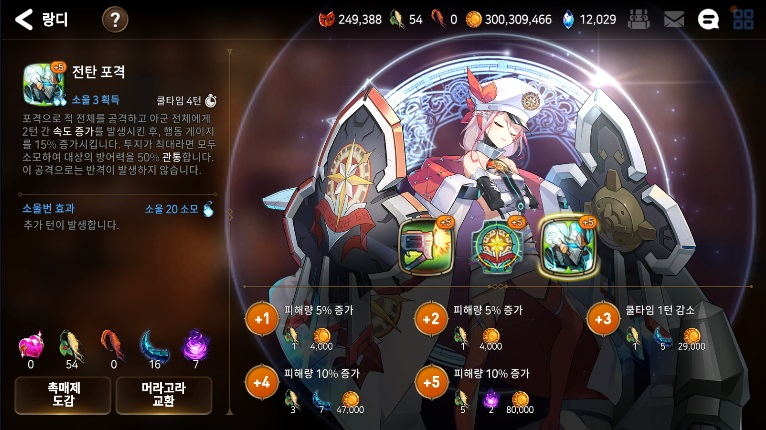 랑디
?
249,388
54
0
300,309,466
12,029
+5
전탄 포격
소울 3 획득
쿨타임 4턴
포격으로 적 전체를 공격하고 아군 전체에게
2턴 간 속도 증가를 발생시킨 후, 행동 게이지
를 15% 증가시킵니다. 투지가 최대라면 모두
소모하여 대상의 방어력을 50% 관통합니다.
이 공격으로는 반격이 발생하지 않습니다.
소울번 효과
소울 20 소모
추가 턴이 발생합니다.
+5
+5
+5
+1
피해량 5% 증가
1
4,000
+2
피해량 5% 증가
1
4,000
+3
쿨타임 1턴 감소
1
5
29,000
+4
피해량 10% 증가
3
7
47,000
+5
피해량 10% 증가
5
2
80,000
0
54
0
16
7
촉매제
도감
머라고라
교환